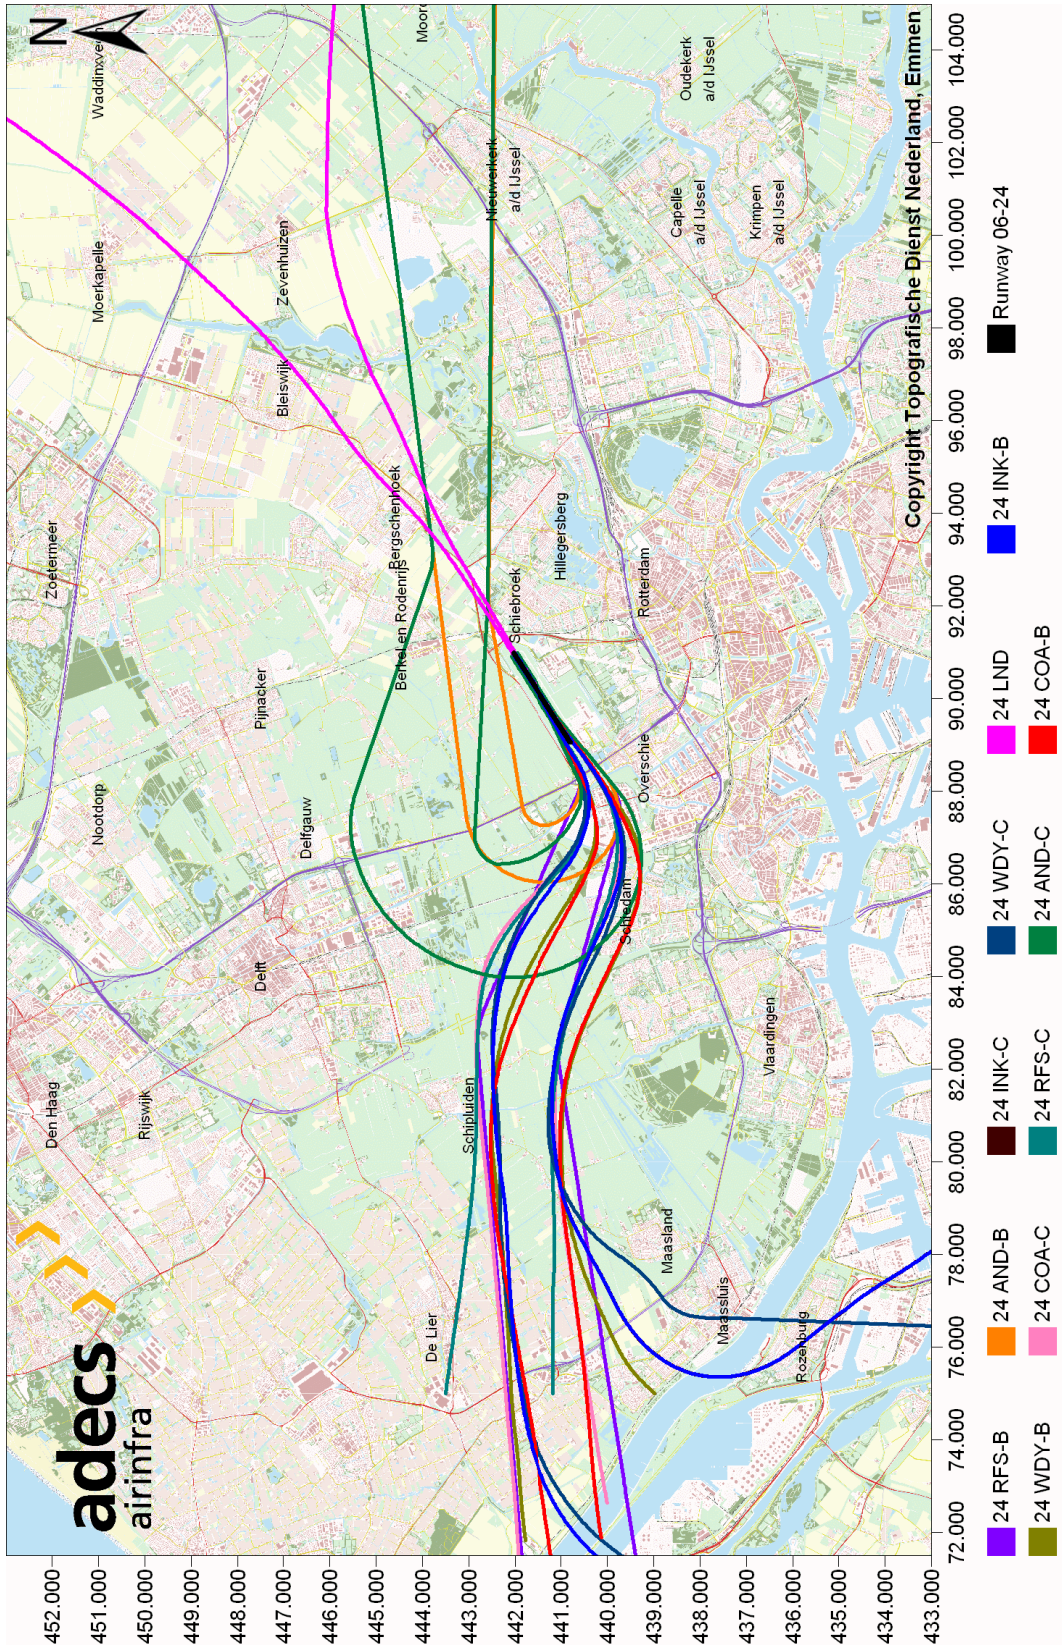 adecs
airinfra
N
Den Haag
Rijswijk
Nootdorp
Zoetermeer
Moerkapelle
Waddinxveen
Delft
Delfgauw
Pijnacker
Bleiswijk
Zevenhuizen
De Lier
Schipluiden
Berkel en Rodenrijs
Bergschenhoek
Schiebroek
Nieuwerkerk
a/d IJssel
Hillegersberg
Maasland
Maassluis
Rozenburg
Vlaardingen
Schiedam
Overschie
Rotterdam
Capelle
a/d IJssel
Krimpen
a/d IJssel
Oudekerk
a/d IJssel
Copyright Topografische Dienst Nederland, Emmen
452.000
451.000
450.000
449.000
448.000
447.000
446.000
445.000
444.000
443.000
442.000
441.000
440.000
439.000
438.000
437.000
436.000
435.000
434.000
433.000
72.000 74.000 76.000 78.000 80.000 82.000 84.000 86.000 88.000 90.000 92.000 94.000 96.000 98.000 100.000 102.000 104.000
24 RFS-B 24 AND-B 24 INK-C 24 WDY-C 24 LND 24 INK-B Runway 06-24
24 WDY-B 24 COA-C 24 RFS-C 24 AND-C 24 COA-B